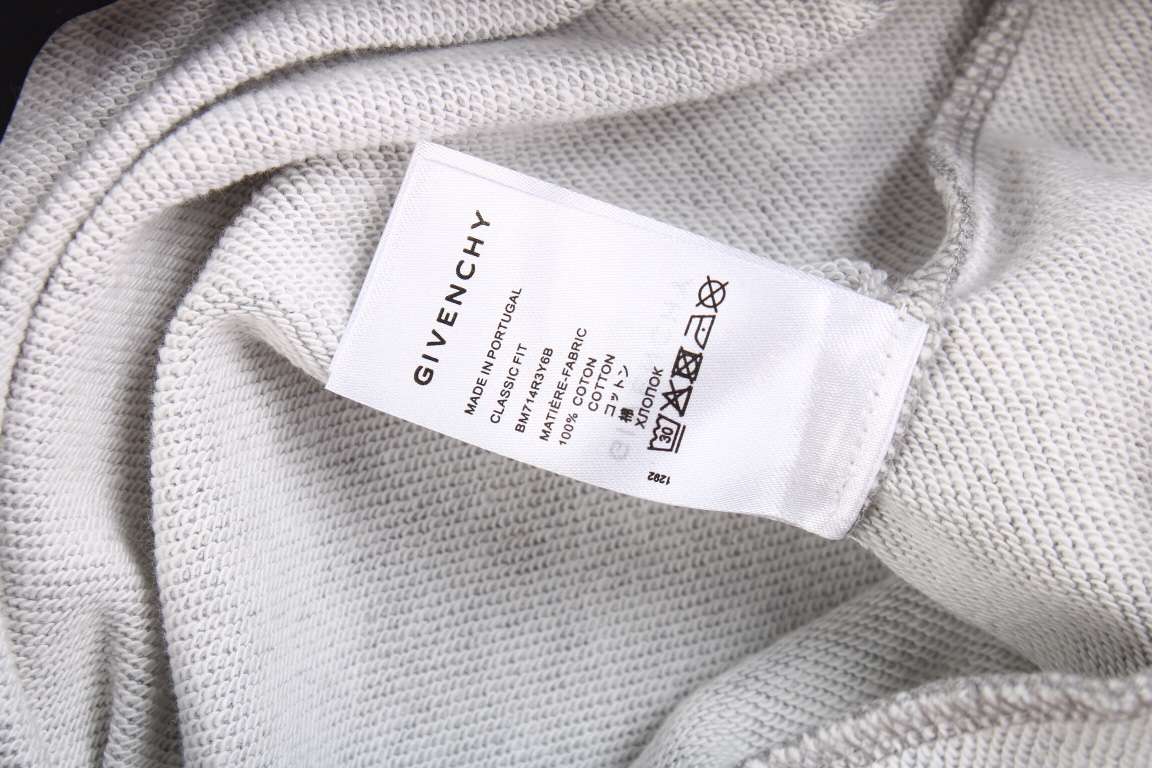 GIVENCHY
MADE IN PORTUGAL
CLASSIC FIT
BM714R3Y6B
MATIÈRE-FABRIC
100% COTON
COTTON
コットン
棉
ХЛОПОК
30
1292